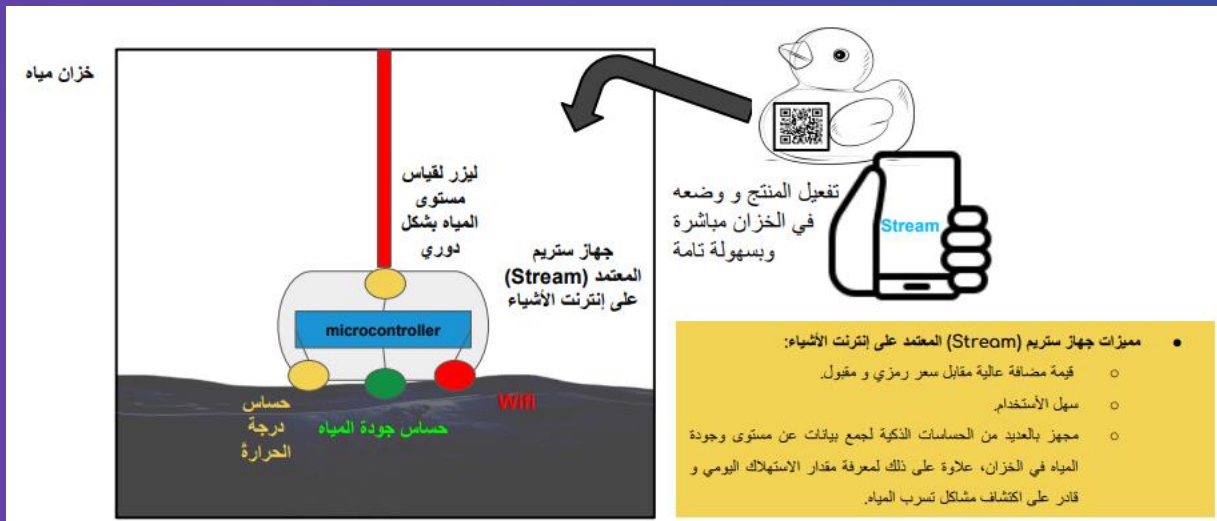 خزان مياه
ليزر لقياس
مستوى
المياه بشكل
دوري
جهاز ستريم
المعتمد (Stream)
على إنترنت الأشياء
microcontroller
حساس
درجة
الحرارة
حساس جودة المياه
Wifi
تفعيل المنتج و وضعه
في الخزان مباشرة
وبسهولة تامة
Stream
● مميزات جهاز ستريم (Stream) المعتمد على إنترنت الأشياء:
○ قيمة مضافة عالية مقابل سعر رمزي و مقبول.
○ سهل الأستخدام.
○ مجهز بالعديد من الحساسات الذكية لجمع بيانات عن مستوى وجودة
المياه في الخزان، علاوة على ذلك لمعرفة مقدار الاستهلاك اليومي و
قادر على اكتشاف مشاكل تسرب المياه.